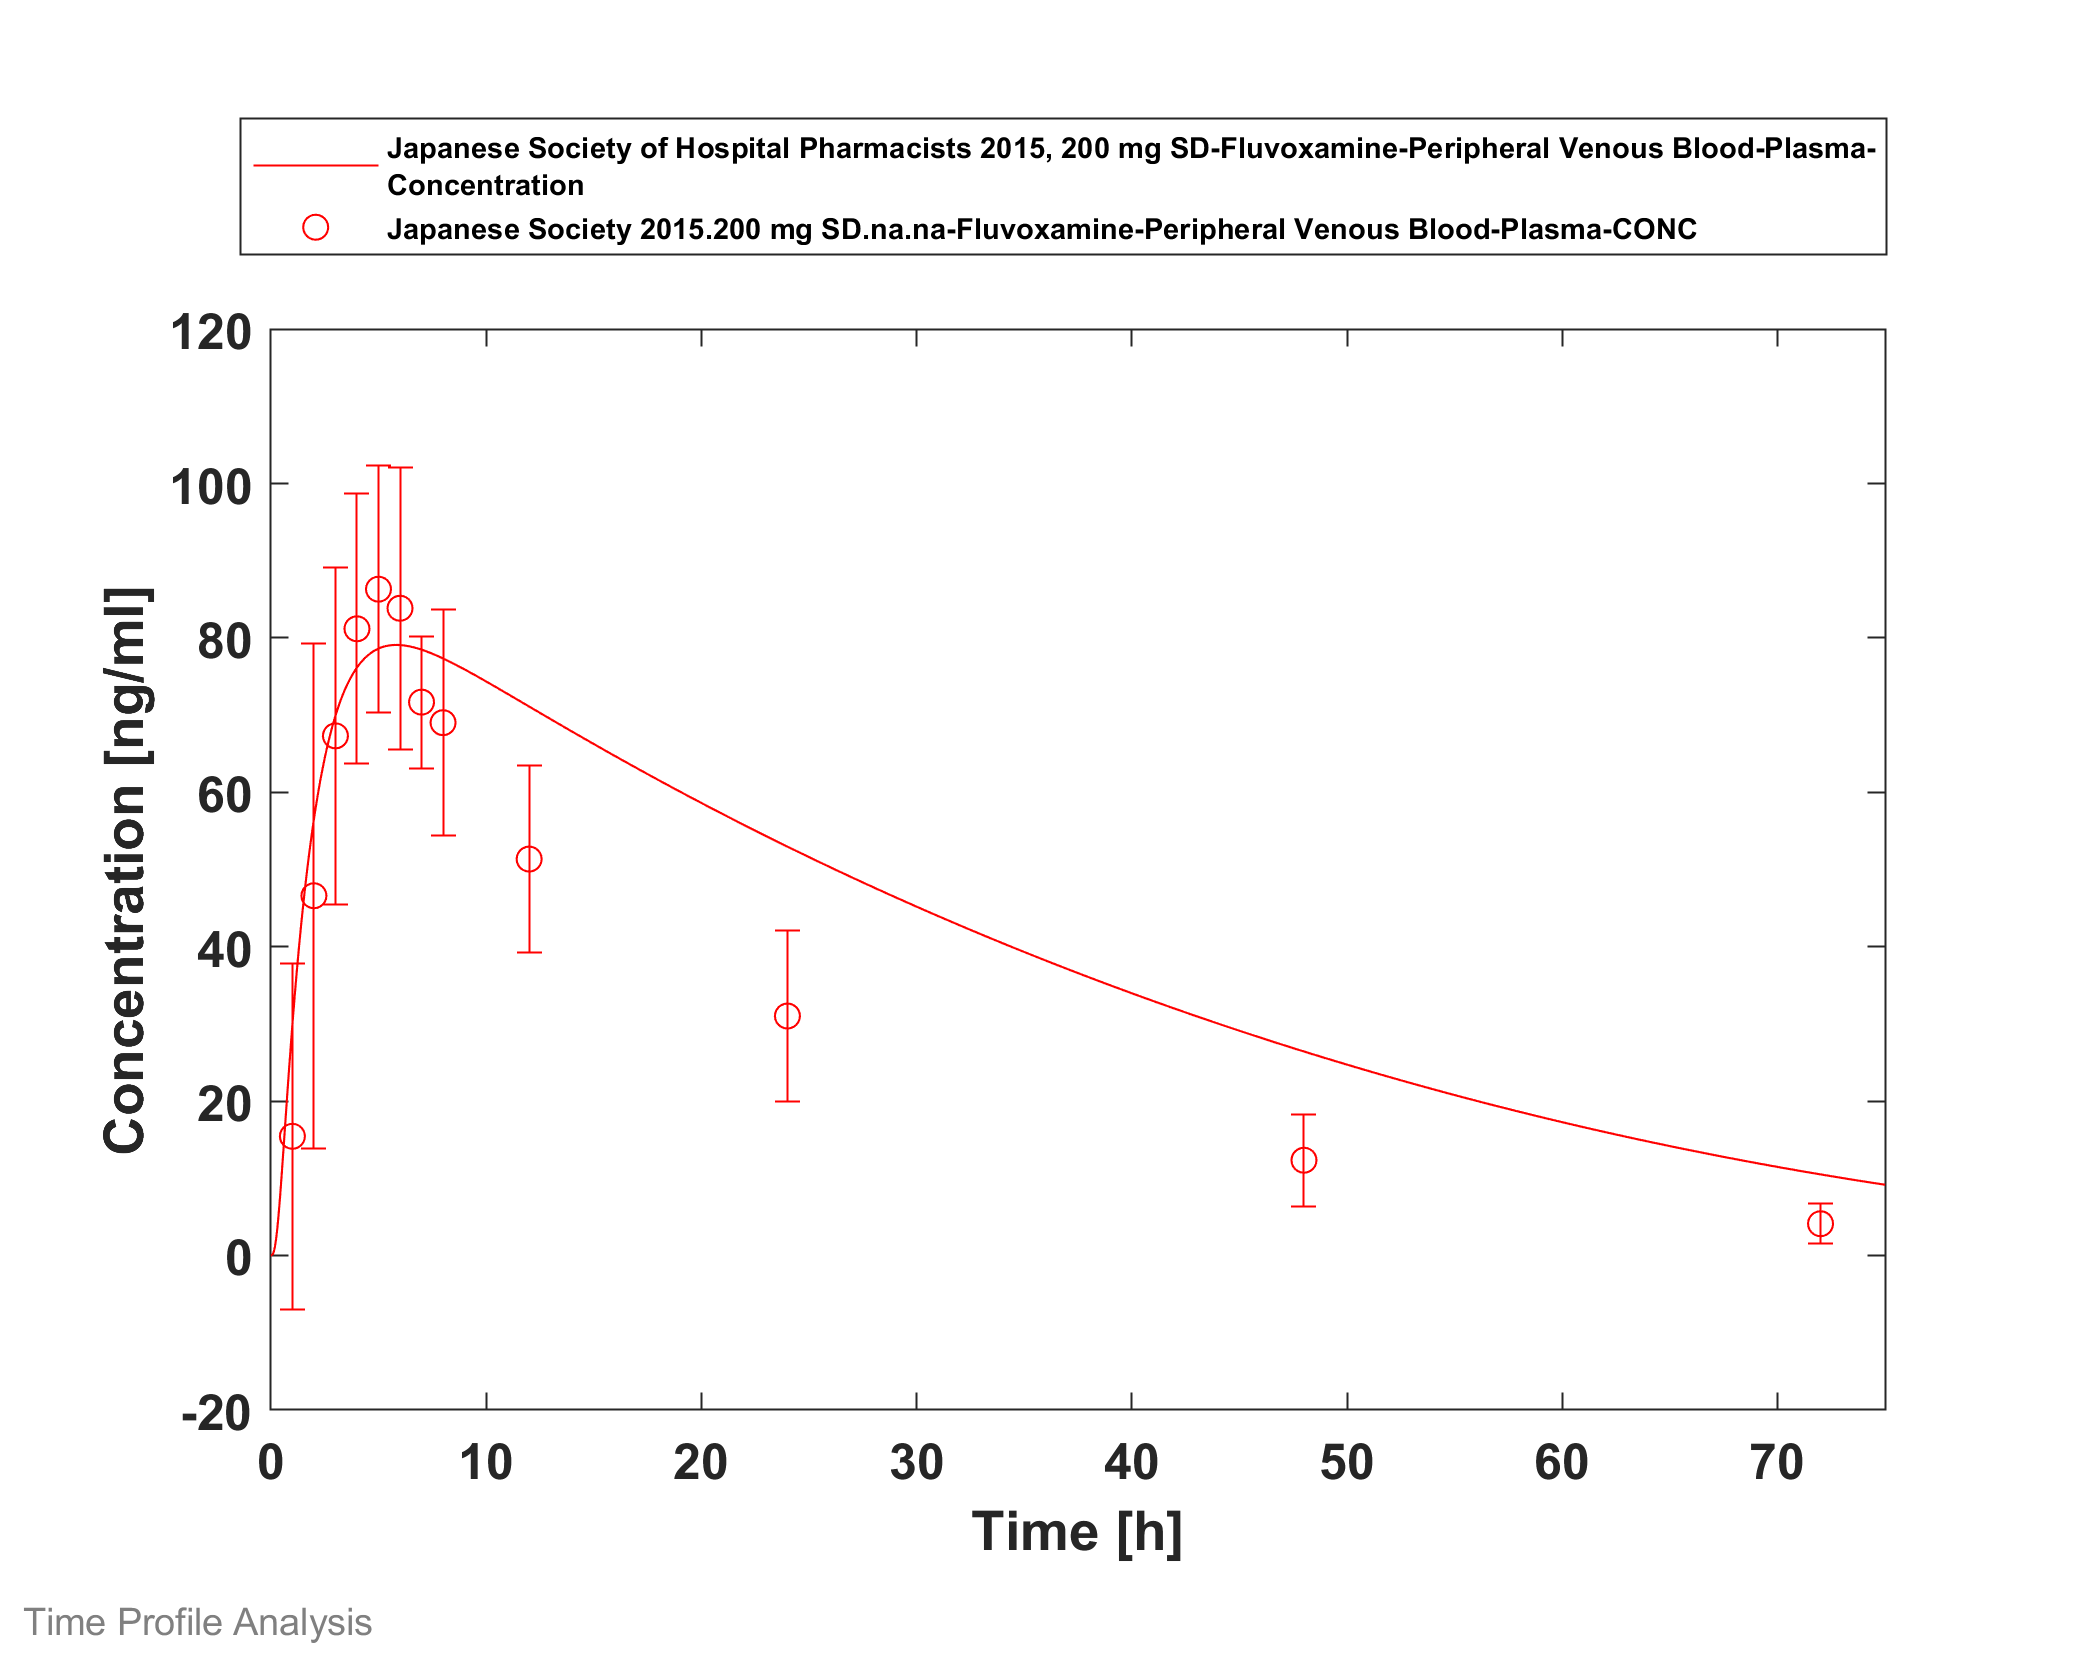 Japanese Society of Hospital Pharmacists 2015, 200 mg SD-Fluvoxamine-Peripheral Venous Blood-Plasma-
Concentration
Japanese Society 2015.200 mg SD.na.na-Fluvoxamine-Peripheral Venous Blood-Plasma-CONC
120
100
80
60
40
20
0
-20
Concentration [ng/ml]
0 10 20 30 40 50 60 70
Time [h]
Time Profile Analysis